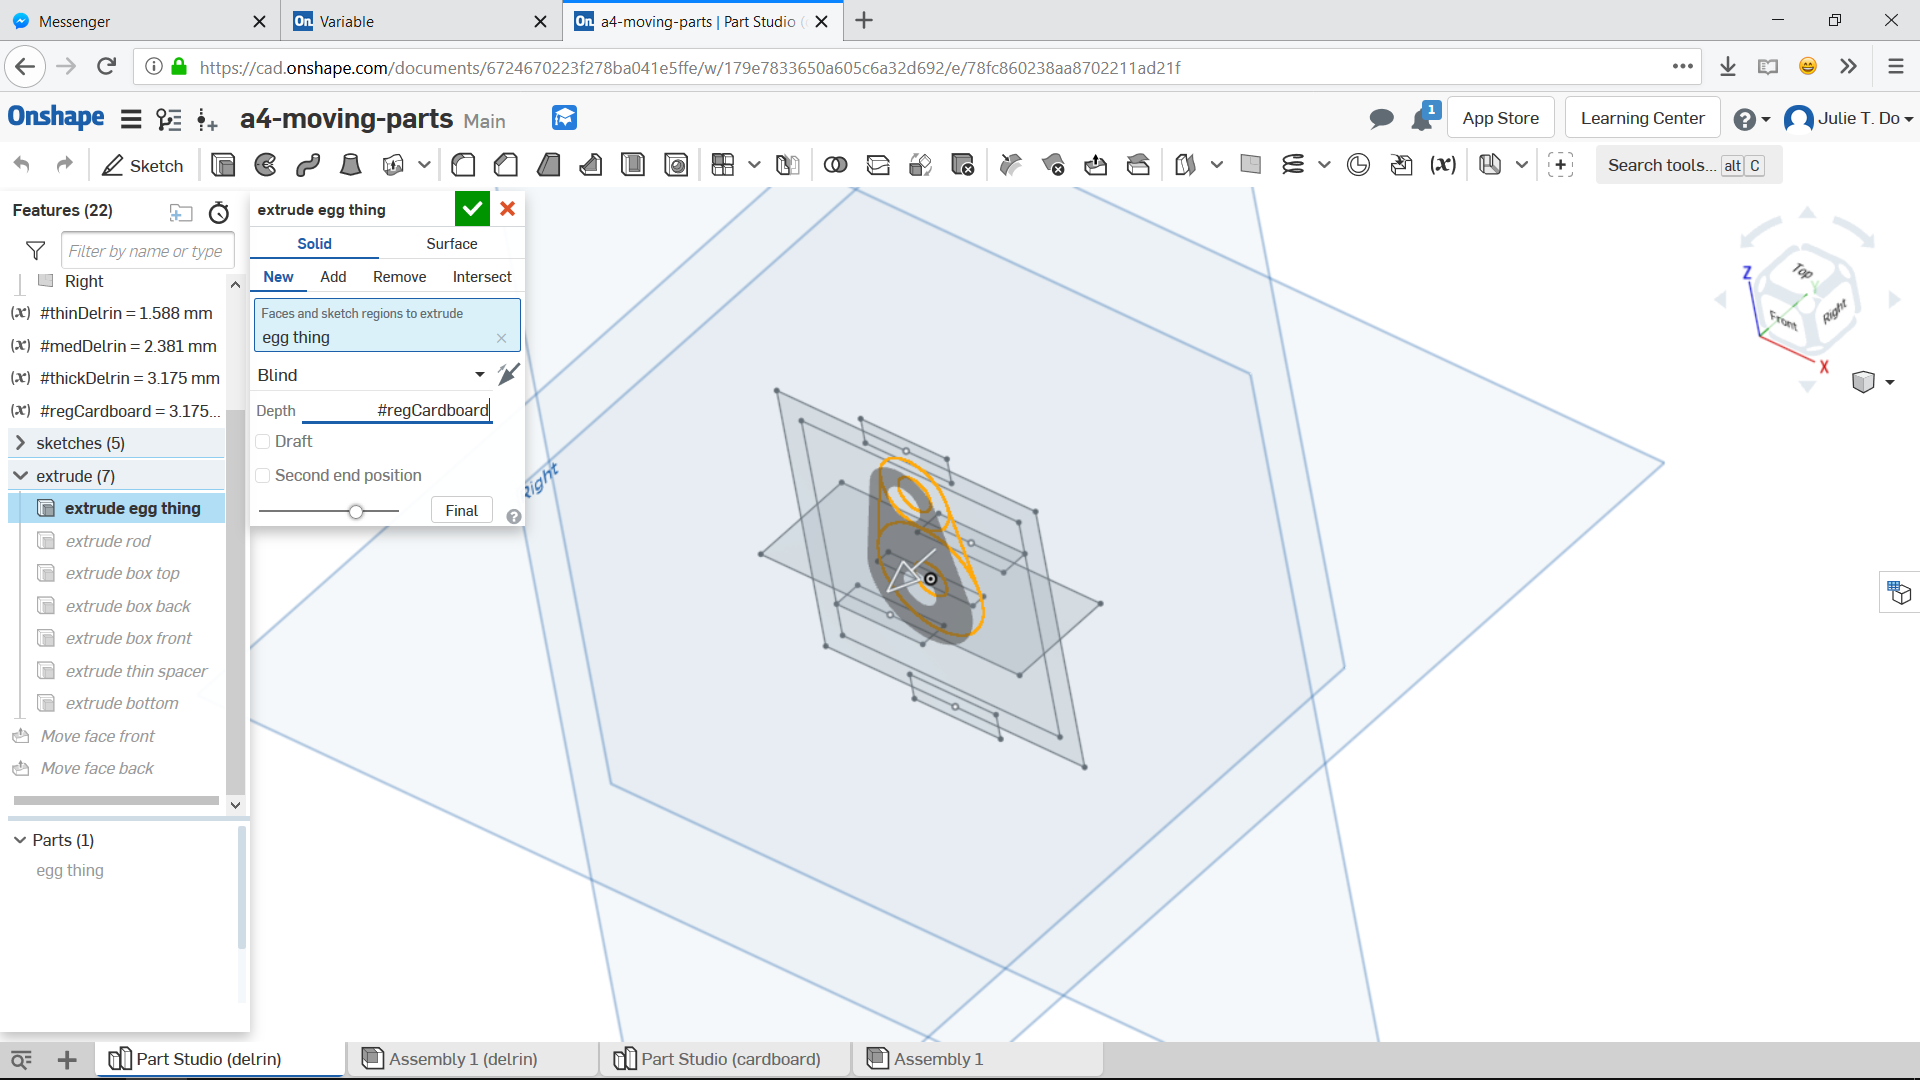 Messenger
Variable
a4-moving-parts | Part Studio (
https://cad.onshape.com/documents/6724670223f278ba041e5ffe/w/179e7833650a605c6a32d692/e/78fc860238aa8702211ad21f
Onshape a4-moving-parts Main
1
App Store
Learning Center
Julie T. Do
Sketch
(x)
Search tools... alt C
Features (22)
Filter by name or type
Right
(x) #thinDelrin = 1.588 mm
(x) #medDelrin = 2.381 mm
(x) #thickDelrin = 3.175 mm
(x) #regCardboard = 3.175...
sketches (5)
extrude (7)
extrude egg thing
extrude rod
extrude box top
extrude box back
extrude box front
extrude thin spacer
extrude bottom
Move face front
Move face back
Parts (1)
egg thing
extrude egg thing
Solid Surface
New Add Remove Intersect
Faces and sketch regions to extrude
egg thing
Blind
Depth #regCardboard
Draft
Second end position
Final
Right
Z
Top
Y
Front
Right
X
Part Studio (delrin)
Assembly 1 (delrin)
Part Studio (cardboard)
Assembly 1